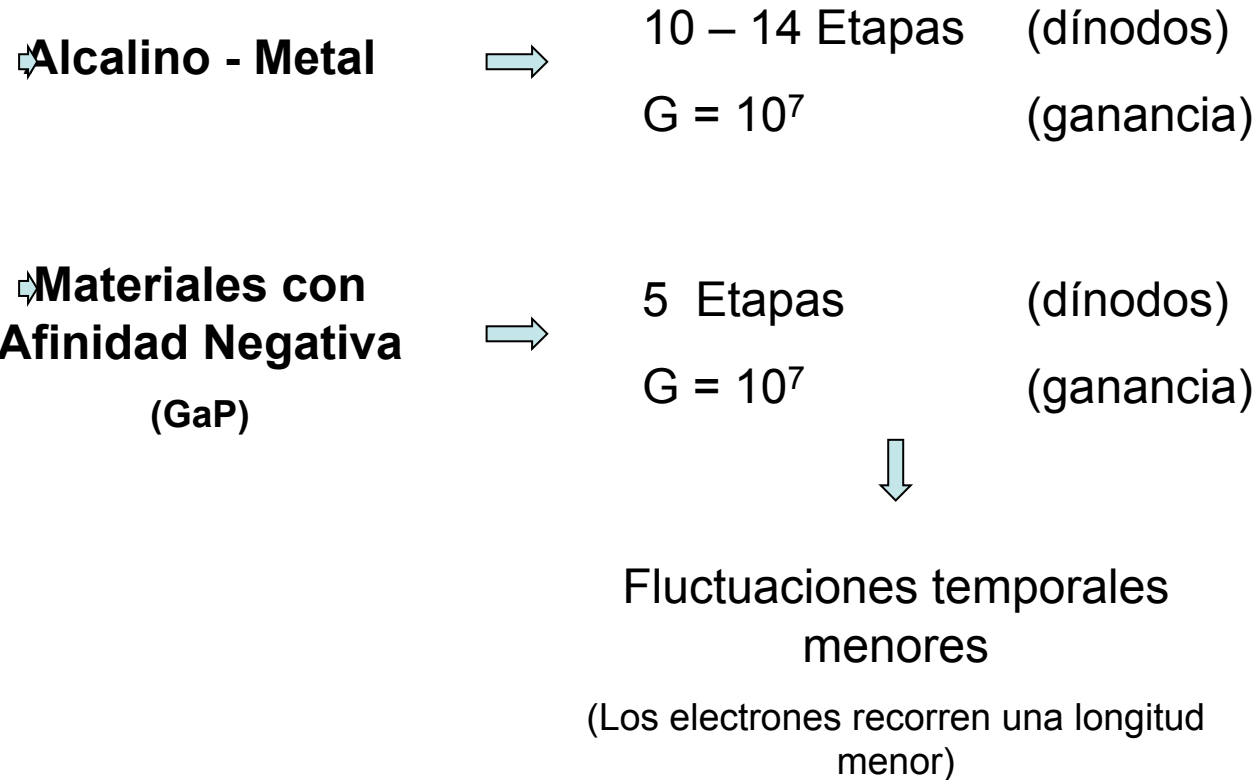 Alcalino - Metal
10 – 14 Etapas (dínodos)
G = 10⁷ (ganancia)
Materiales con
Afinidad Negativa
(GaP)
5 Etapas (dínodos)
G = 10⁷ (ganancia)
Fluctuaciones temporales
menores
(Los electrones recorren una longitud
menor)